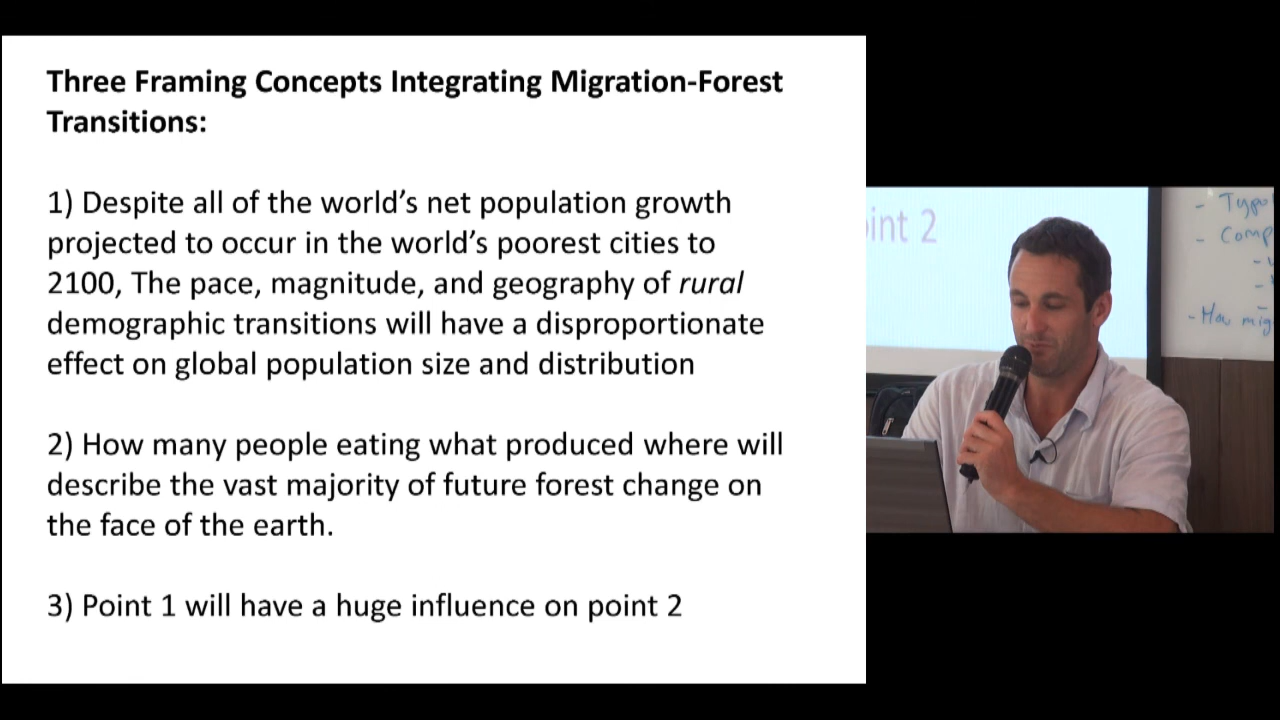 Three Framing Concepts Integrating Migration-Forest
Transitions:
1) Despite all of the world's net population growth
projected to occur in the world's poorest cities to
2100, The pace, magnitude, and geography of rural
demographic transitions will have a disproportionate
effect on global population size and distribution
2) How many people eating what produced where will
describe the vast majority of future forest change on
the face of the earth.
3) Point 1 will have a huge influence on point 2
int 2
- Typo
- Comp
- How mig